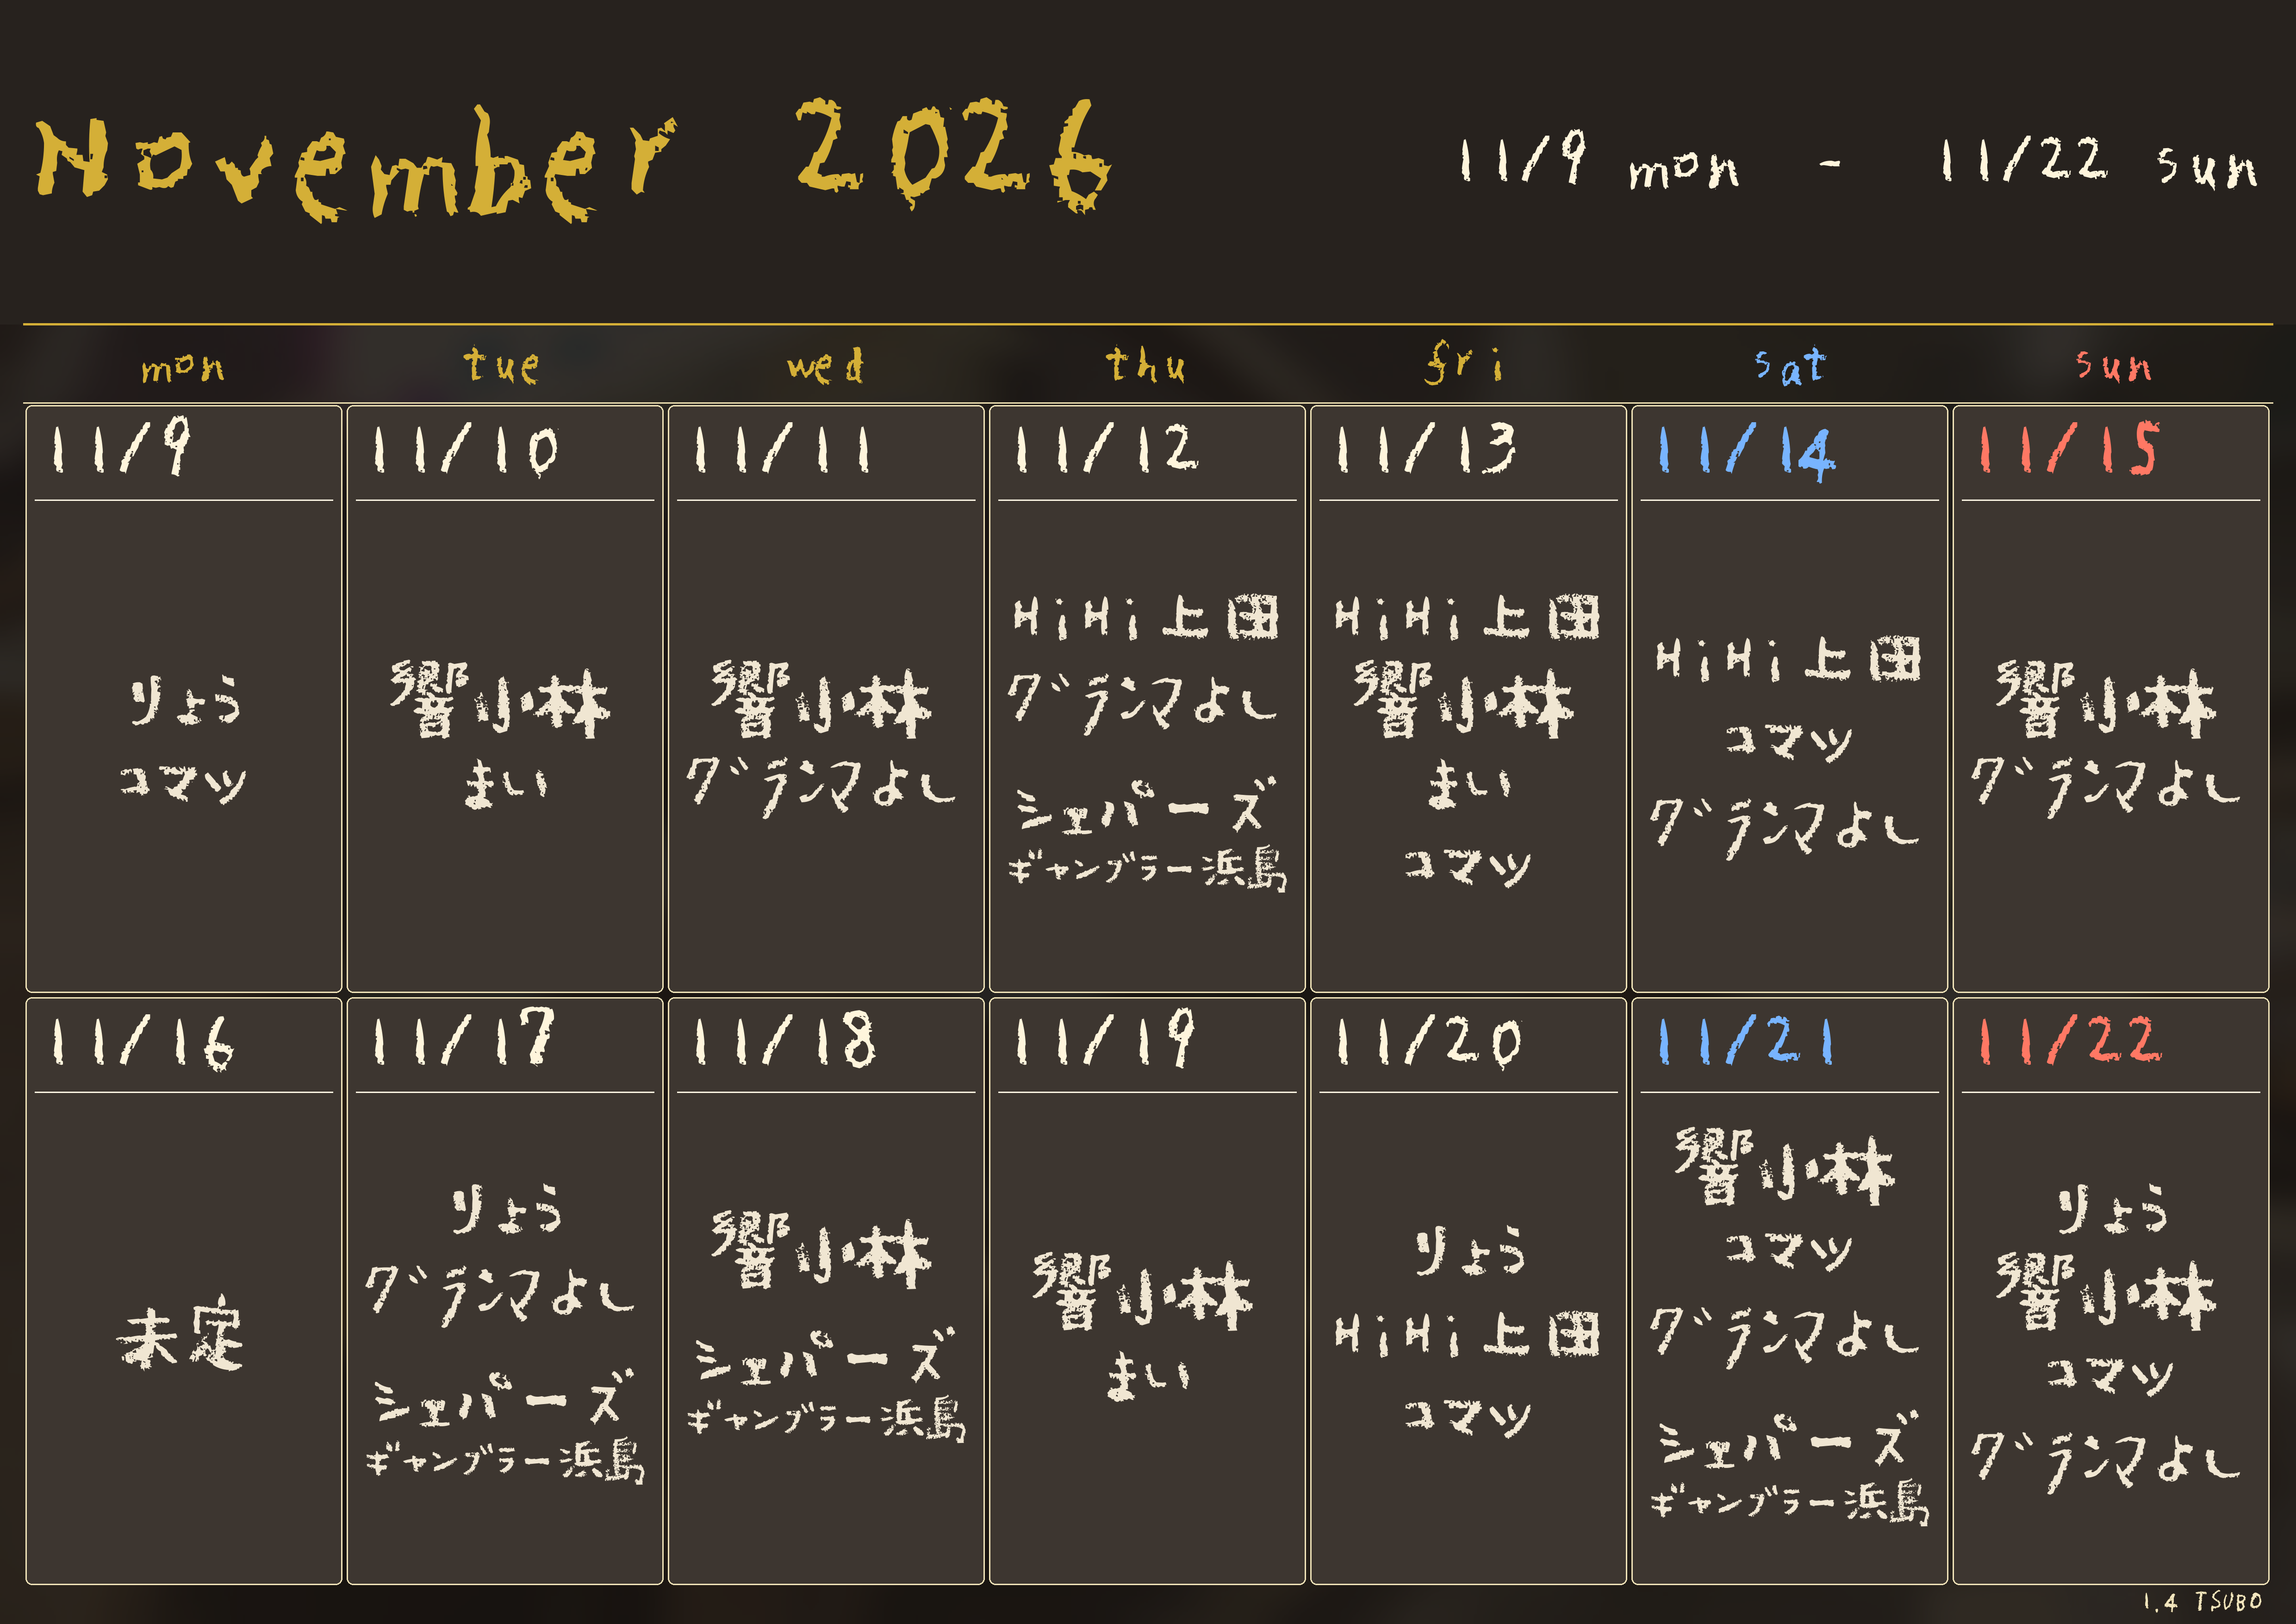 November 2026
11/9 mon - 11/22 sun
mon tue wed thu fri sat sun
11/9
りょう
コマツ
11/10
響小林
まい
11/11
響小林
グランマよし
11/12
HiHi上田
グランマよし
シェパーズ
ギャンブラー浜島
11/13
HiHi上田
響小林
まい
コマツ
11/14
HiHi上田
コマツ
グランマよし
11/15
響小林
グランマよし
11/16
未定
11/17
りょう
グランマよし
シェパーズ
ギャンブラー浜島
11/18
響小林
シェパーズ
ギャンブラー浜島
11/19
響小林
まい
11/20
りょう
HiHi上田
コマツ
11/21
響小林
コマツ
グランマよし
シェパーズ
ギャンブラー浜島
11/22
りょう
響小林
コマツ
グランマよし
1.4 TSUBO